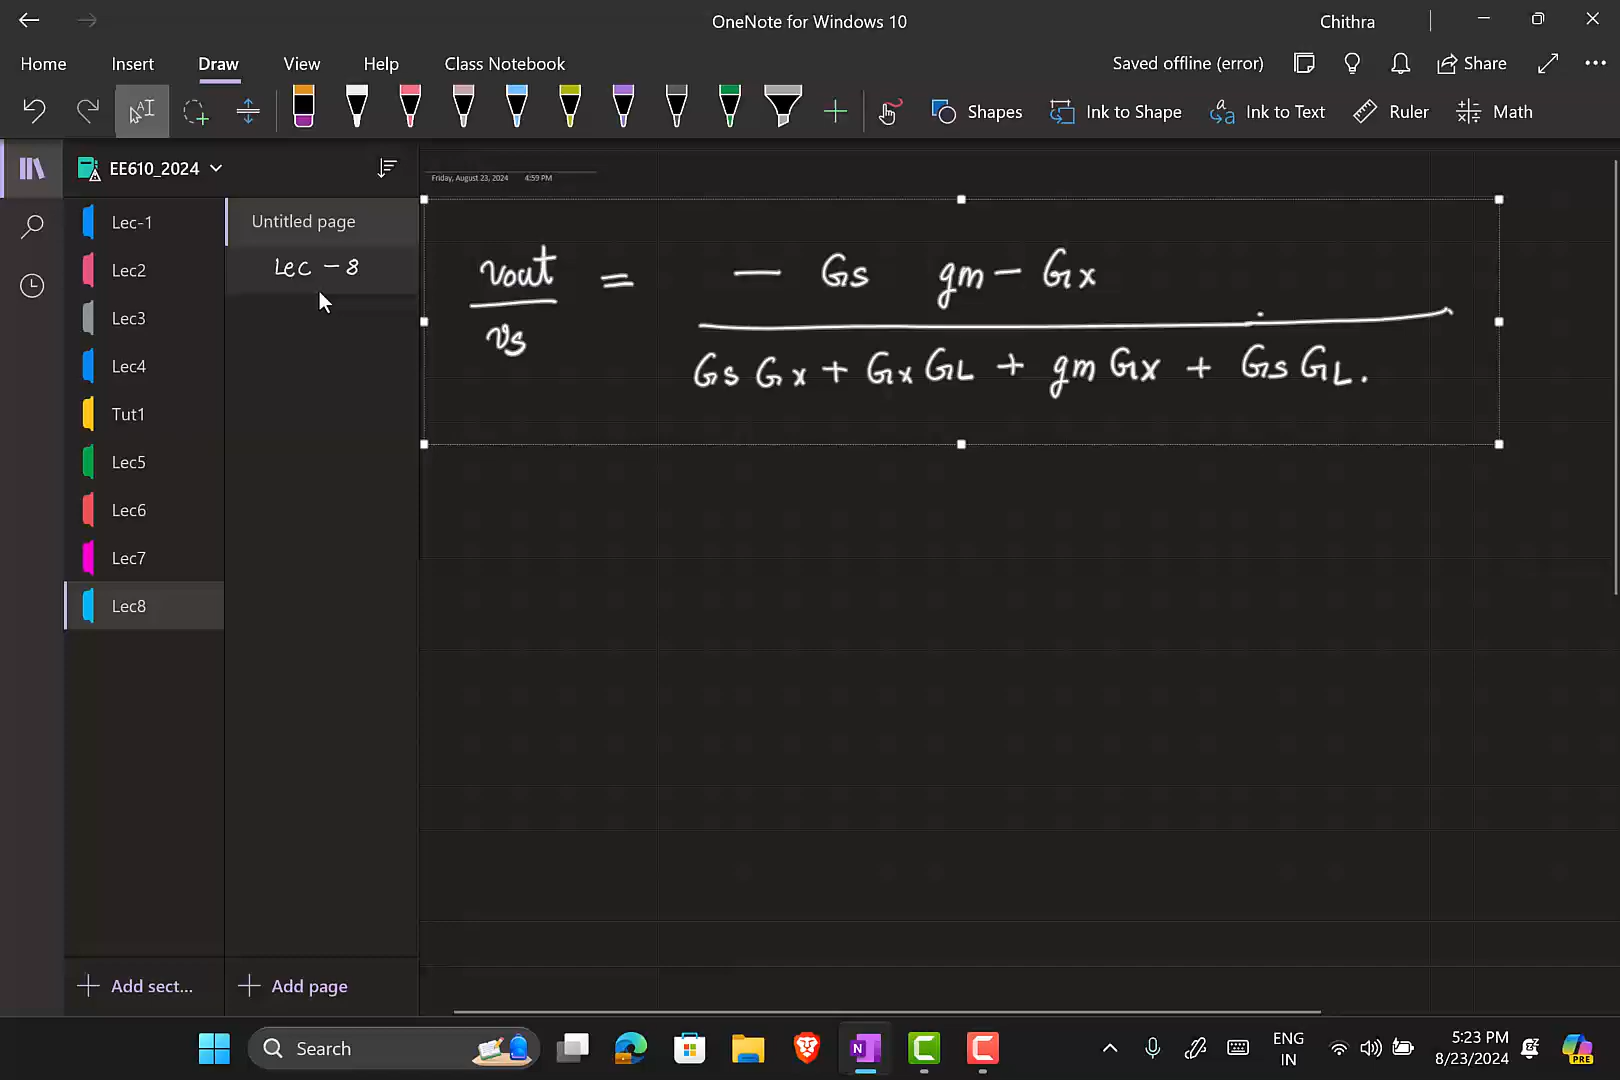 OneNote for Windows 10
Chithra
Home Insert Draw View Help Class Notebook
Saved offline (error) Share
Shapes Ink to Shape Ink to Text Ruler Math
EE610_2024
Friday, August 23, 2024 4:59 PM
Lec-1
Lec2
Lec3
Lec4
Tut1
Lec5
Lec6
Lec7
Lec8
Untitled page
Lec - 8
vout = - Gs gm - Gx
vs
Gs Gx + Gx GL + gm Gx + Gs GL.
Add sect...
Add page
Search
ENG
IN
5:23 PM
8/23/2024
PRE